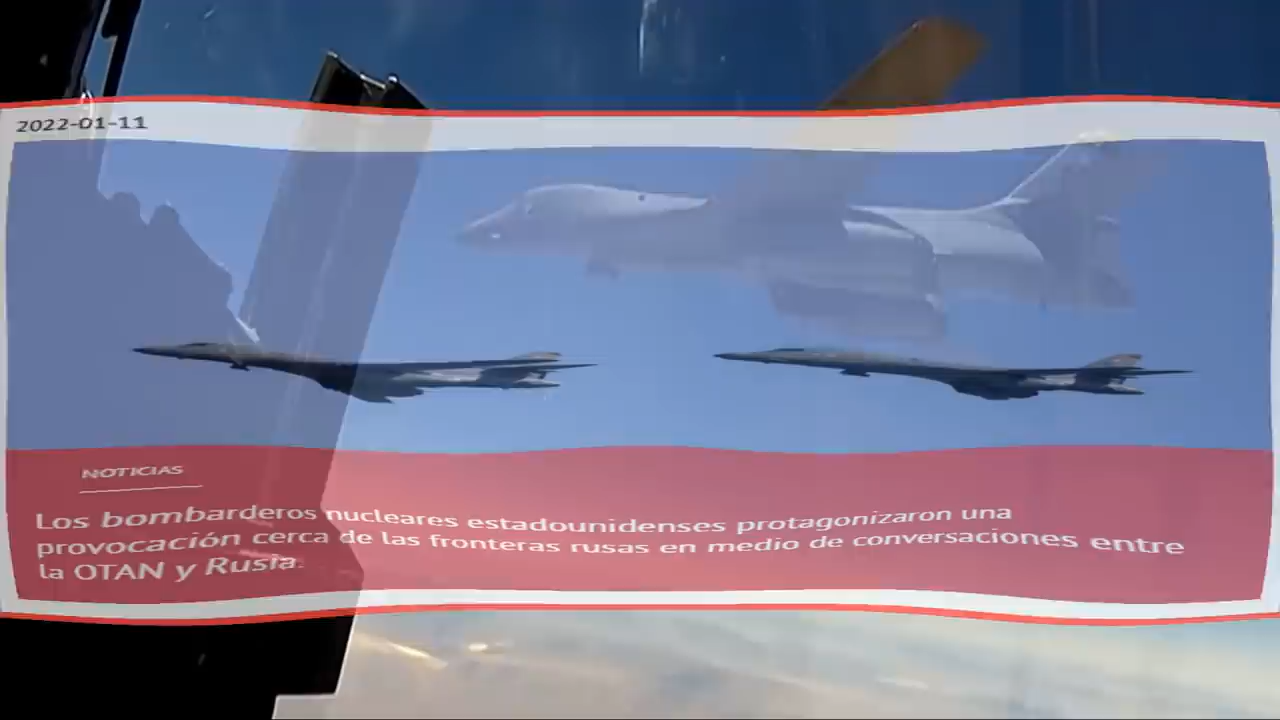 2022-01-11
NOTICIAS
Los bombarderos nucleares estadounidenses protagonizaron una
provocación cerca de las fronteras rusas en medio de conversaciones entre
la OTAN y Rusia.